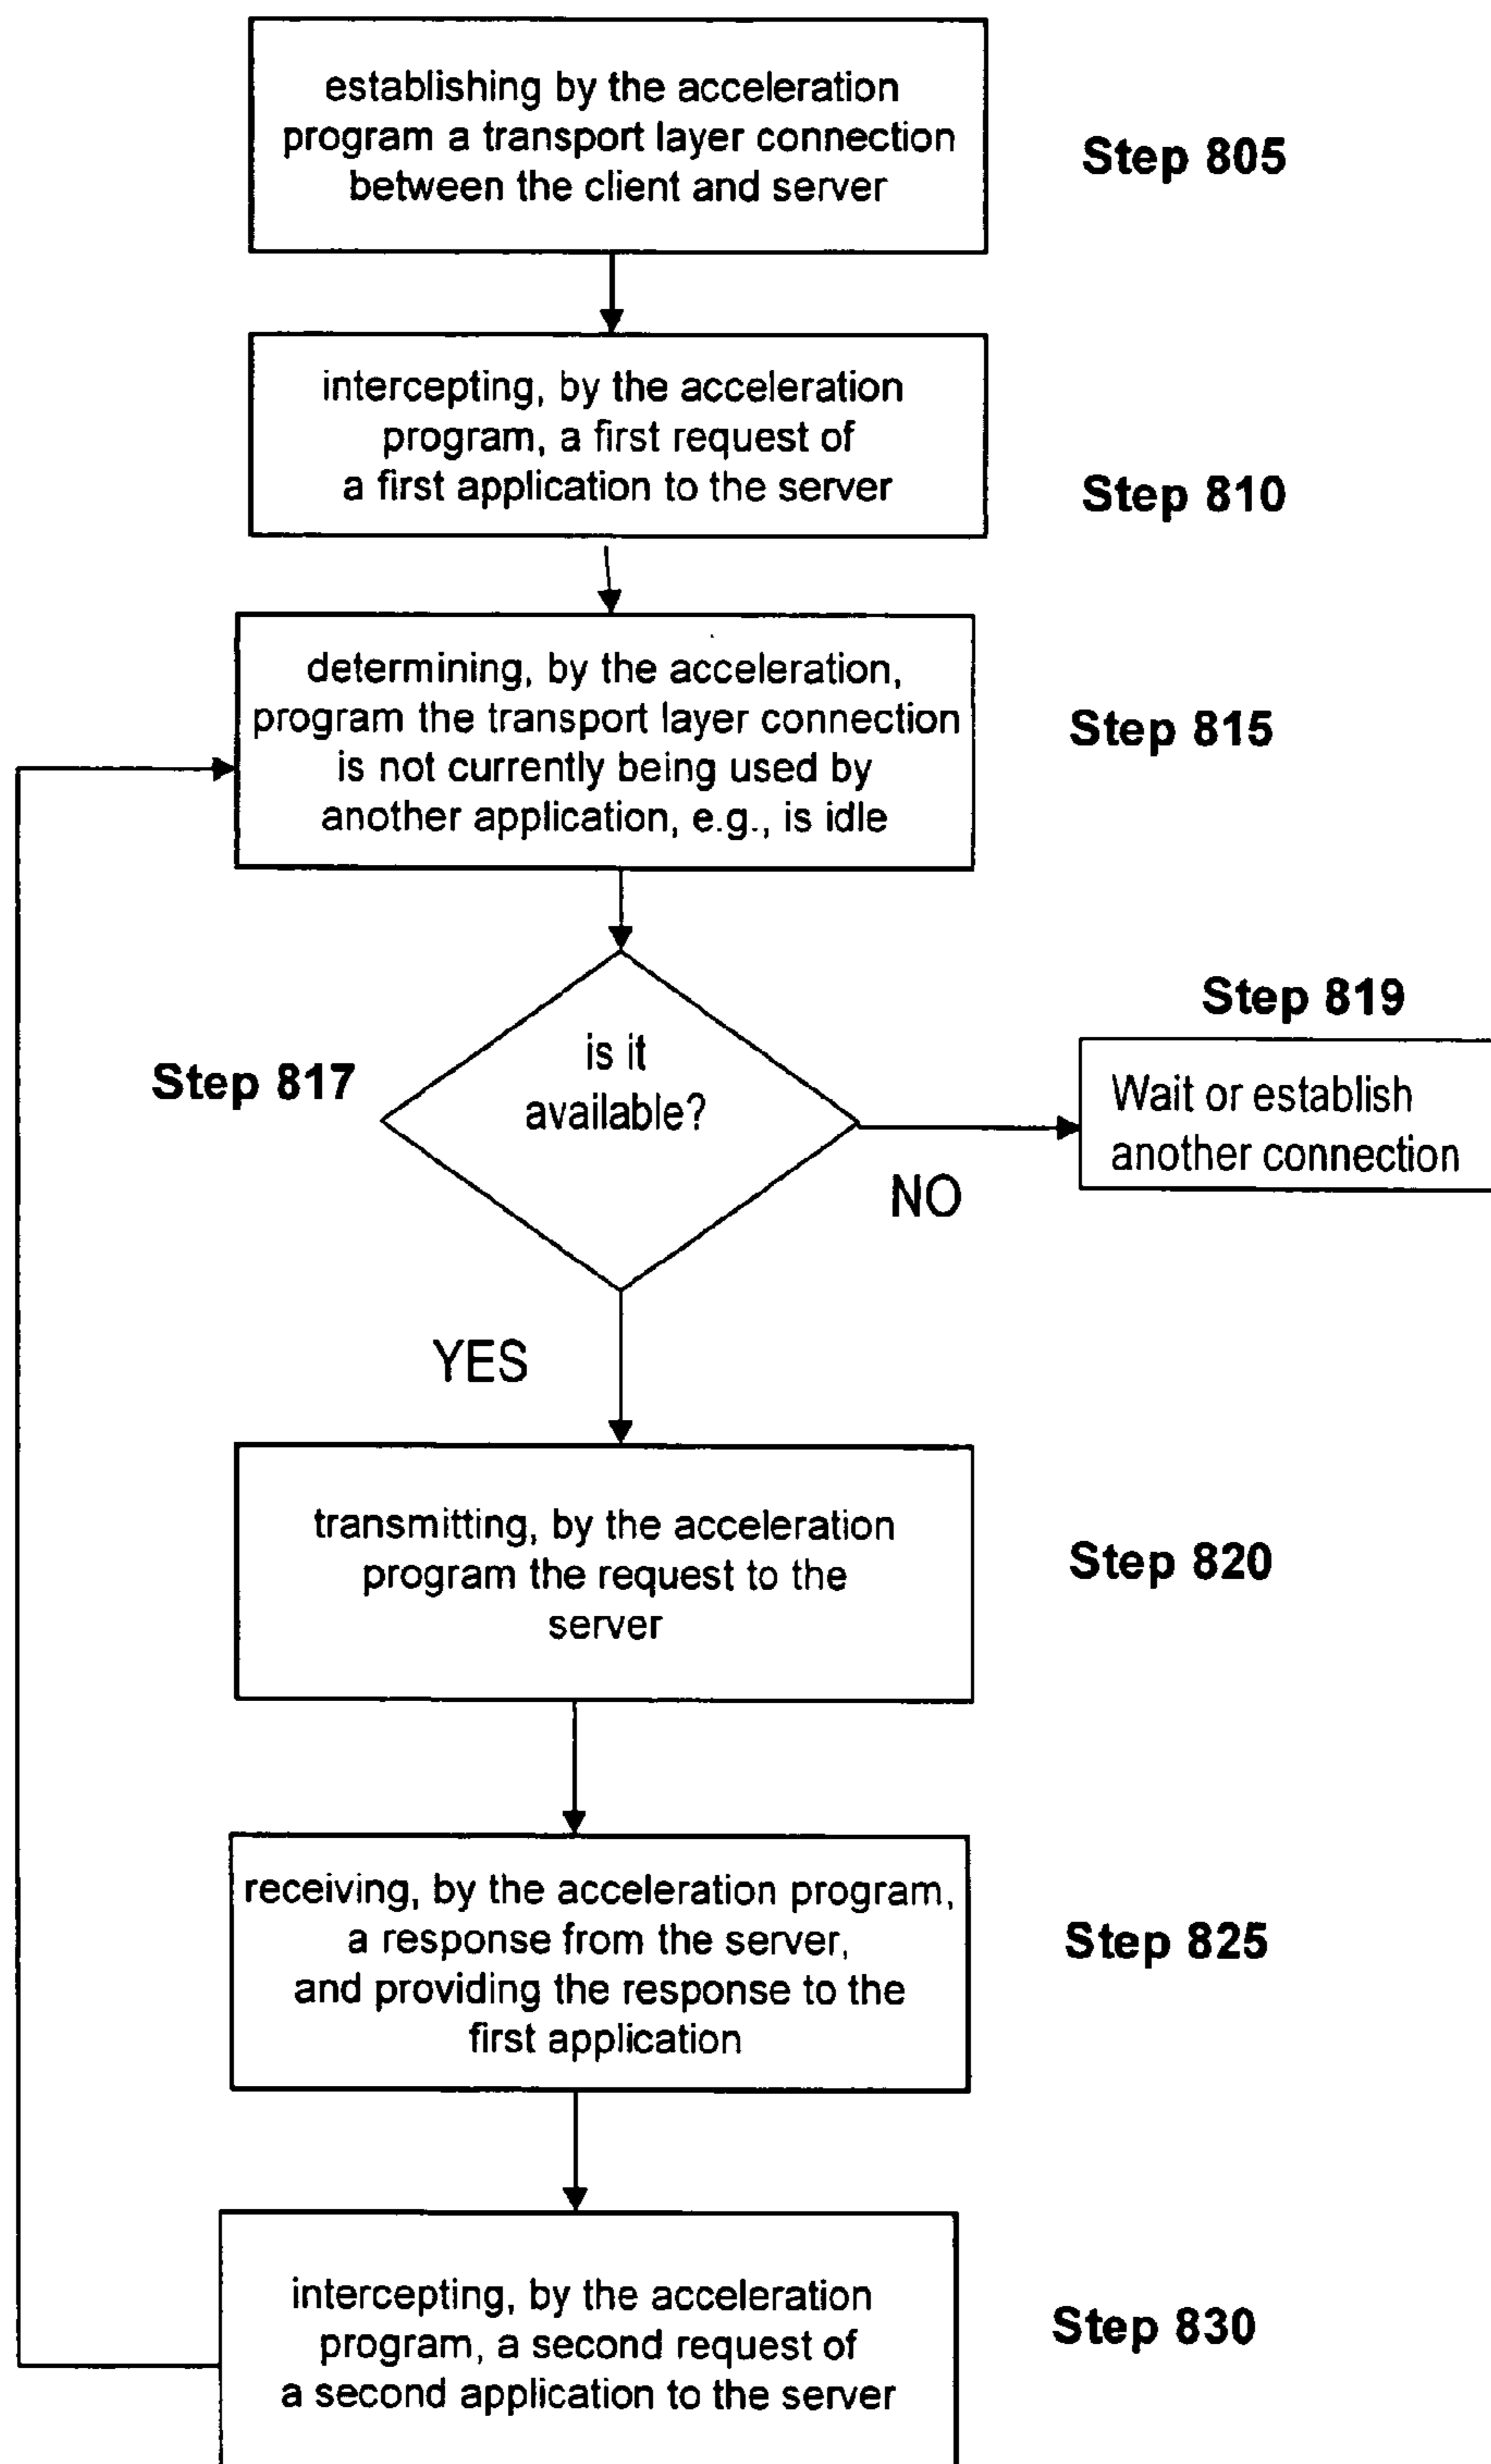 establishing by the acceleration
program a transport layer connection
between the client and server
Step 805
intercepting, by the acceleration
program, a first request of
a first application to the server
Step 810
determining, by the acceleration,
program the transport layer connection
is not currently being used by
another application, e.g., is idle
Step 815
is it
available?
Step 817
NO
Step 819
Wait or establish
another connection
YES
transmitting, by the acceleration
program the request to the
server
Step 820
receiving, by the acceleration program,
a response from the server,
and providing the response to the
first application
Step 825
intercepting, by the acceleration
program, a second request of
a second application to the server
Step 830